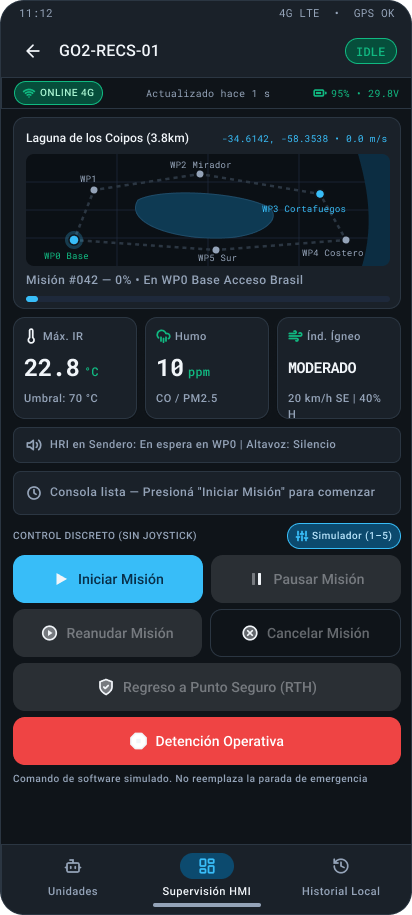 11:12
4G LTE • GPS OK
GO2-RECS-01
IDLE
ONLINE 4G
Actualizado hace 1 s
95% • 29.8V
Laguna de los Coipos (3.8km)
-34.6142, -58.3538 • 0.0 m/s
WP2 Mirador
WP1
WP3 Cortafuegos
WP0 Base
WP5 Sur
WP4 Costero
Misión #042 — 0% • En WP0 Base Acceso Brasil
Máx. IR
22.8 °C
Umbral: 70 °C
Humo
10 ppm
CO / PM2.5
Índ. Ígneo
MODERADO
20 km/h SE | 40%
H
HRI en Sendero: En espera en WP0 | Altavoz: Silencio
Consola lista — Presioná "Iniciar Misión" para comenzar
CONTROL DISCRETO (SIN JOYSTICK)
Simulador (1–5)
Iniciar Misión
Pausar Misión
Reanudar Misión
Cancelar Misión
Regreso a Punto Seguro (RTH)
Detención Operativa
Comando de software simulado. No reemplaza la parada de emergencia
Unidades
Supervisión HMI
Historial Local